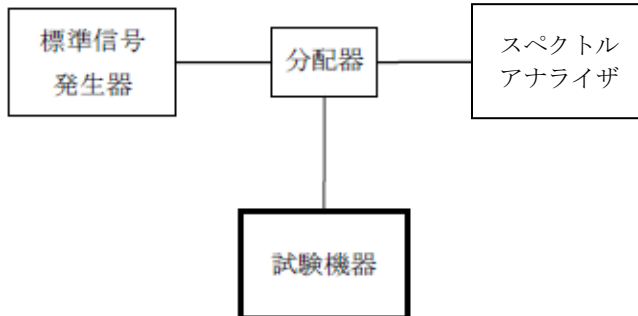 標準信号
発生器
分配器
スペクトル
アナライザ
試験機器